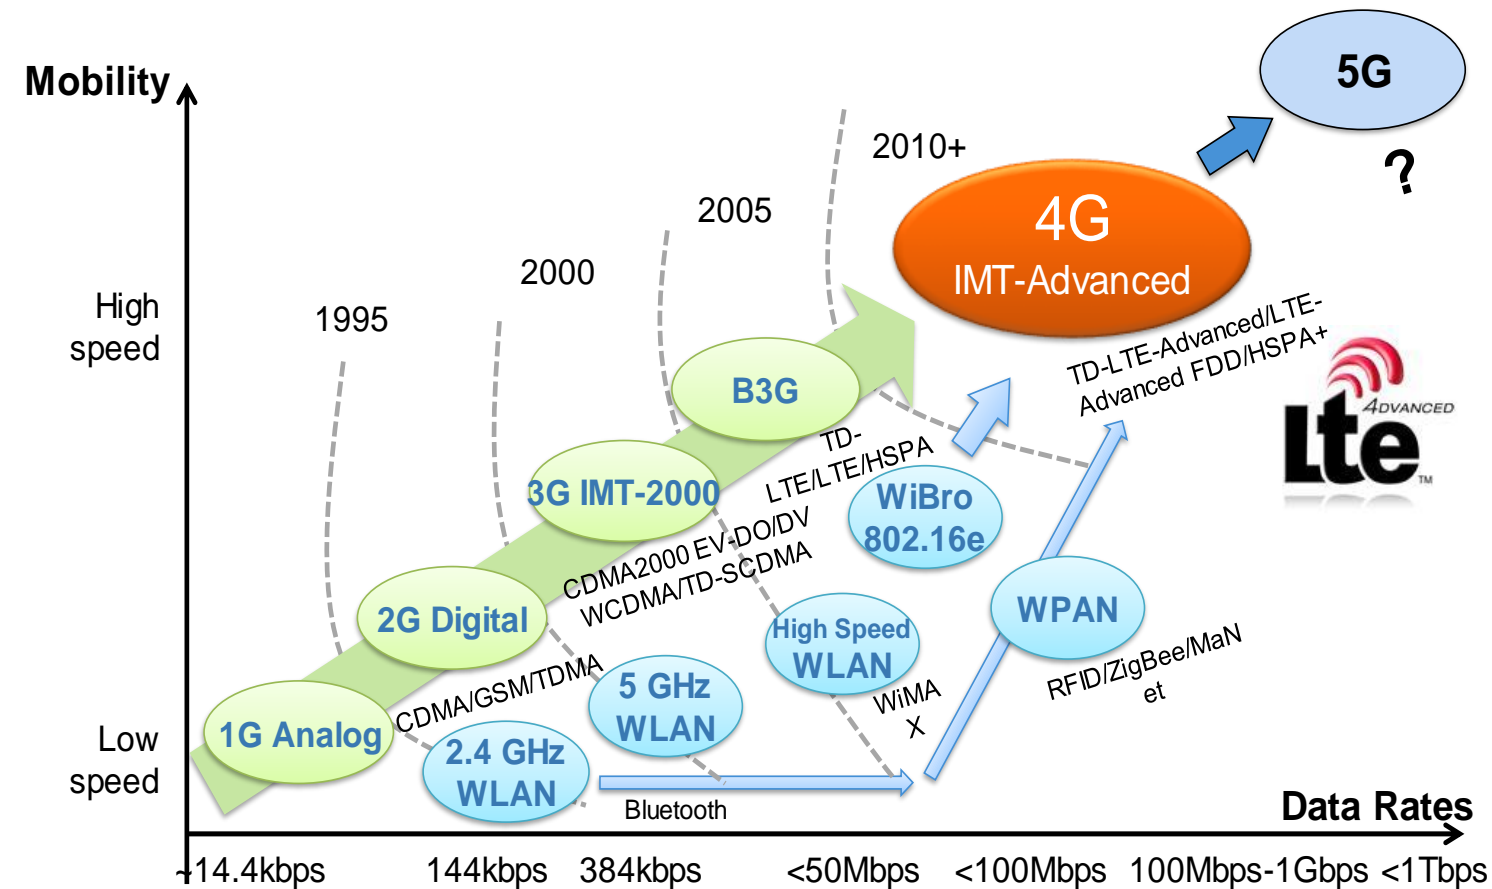 5G
Mobility
2010+
?
4G
IMT-Advanced
2005
2000
High
speed
1995
TD-LTE-Advanced/LTE-
Advanced FDD/HSPA+
B3G
4DVANCED
Lte
TM
TD-
LTE/LTE/HSPA
3G IMT-2000
WiBro
802.16e
CDMA2000 EV-DO/DV
WCDMA/TD-SCDMA
2G Digital
WPAN
High Speed
WLAN
RFID/ZigBee/MaN
et
CDMA/GSM/TDMA
5 GHz
WLAN
WiMA
X
1G Analog
Low
speed
2.4 GHz
WLAN
Bluetooth
Data Rates
~14.4kbps 144kbps 384kbps <50Mbps <100Mbps 100Mbps-1Gbps <1Tbps